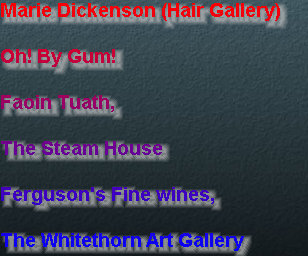 Marie Dickenson (Hair Gallery)
Oh! By Gum!
Faoin Tuath,
The Steam House
Ferguson's Fine wines,
The Whitethorn Art Gallery